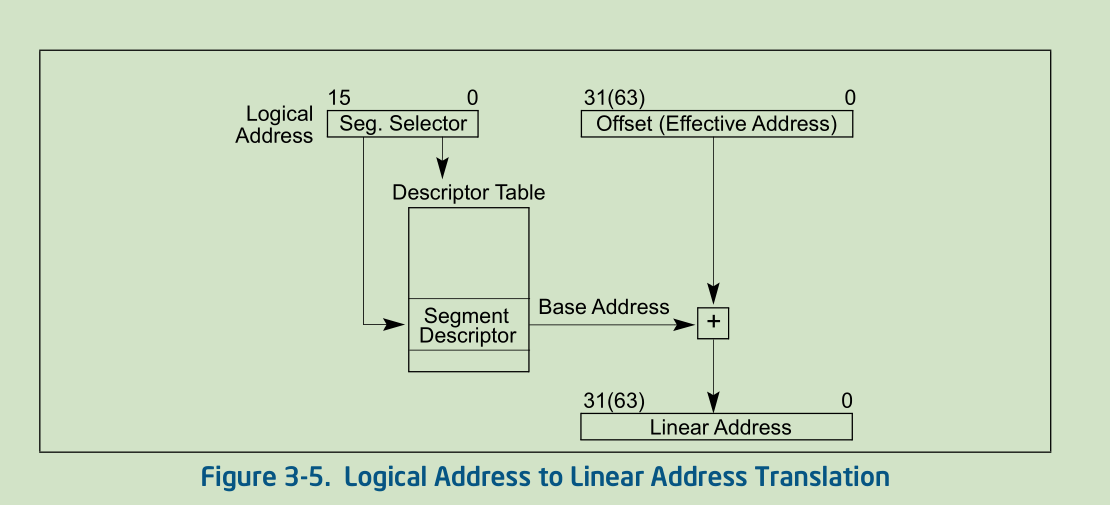 15 0
31(63) 0
Logical
Address
Seg. Selector
Offset (Effective Address)
Descriptor Table
Base Address
Segment
Descriptor
+
31(63) 0
Linear Address
Figure 3-5. Logical Address to Linear Address Translation